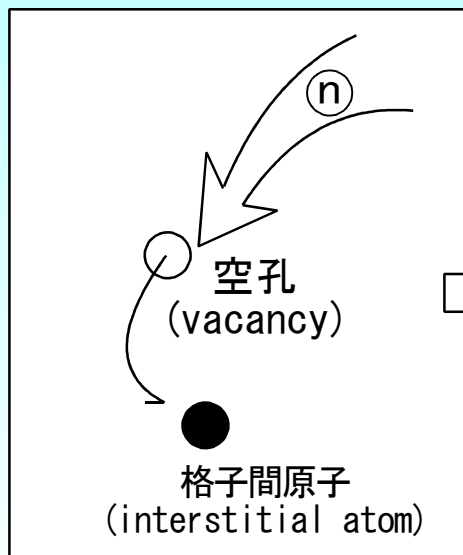 n
空孔
(vacancy)
格子間原子
(interstitial atom)